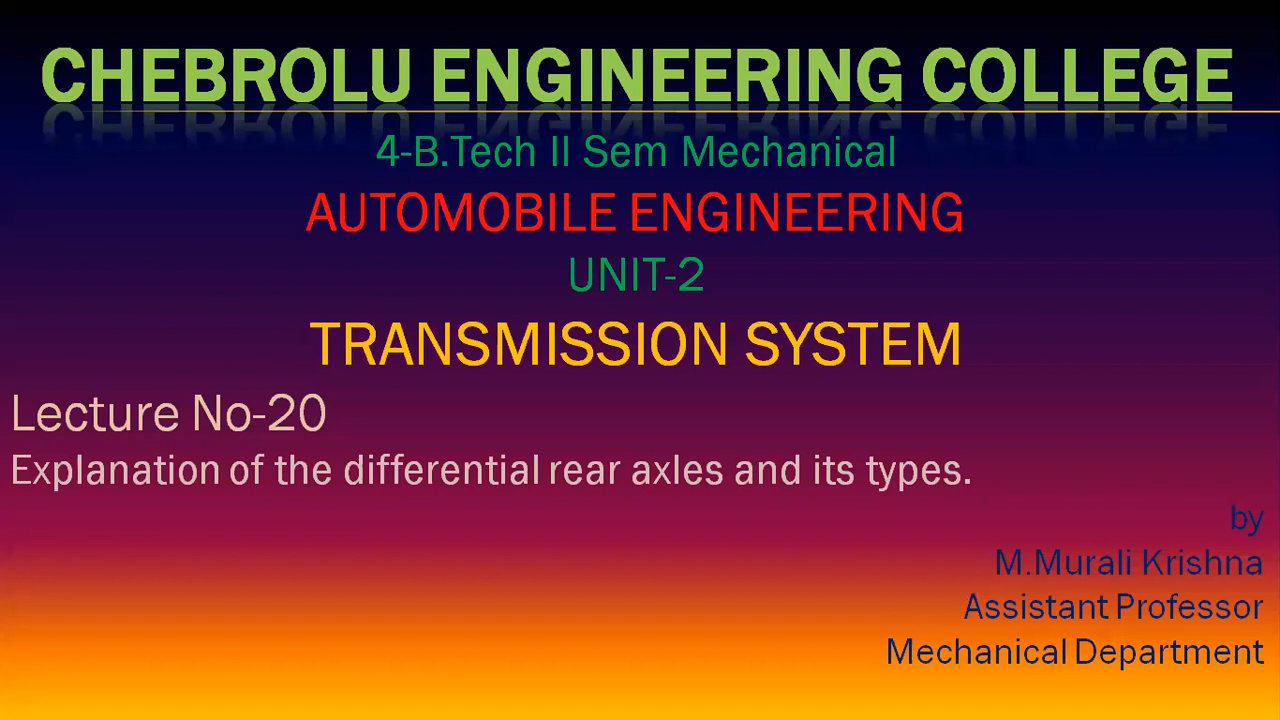 CHEBROLU ENGINEERING COLLEGE
4-B.Tech II Sem Mechanical
AUTOMOBILE ENGINEERING
UNIT-2
TRANSMISSION SYSTEM
Lecture No-20
Explanation of the differential rear axles and its types.
by
M.Murali Krishna
Assistant Professor
Mechanical Department